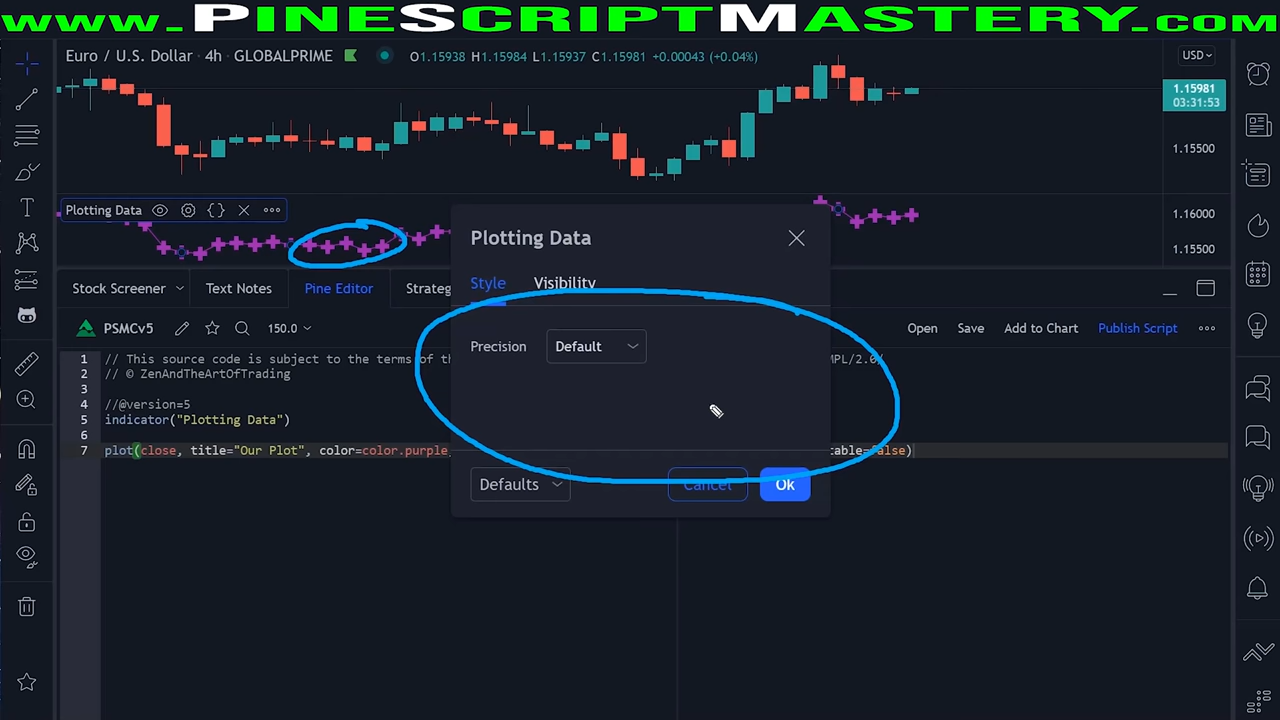 www.PineScriptMastery.com
Euro / U.S. Dollar 4h GLOBALPRIME O1.15938 H1.15984 L1.15937 C1.15981 +0.00043 (+0.04%)
USD
1.15981
03:31:53
1.15500
Plotting Data
1.16000
1.15500
Plotting Data
Style Visibility
Stock Screener Text Notes Pine Editor Strateg
PSMCv5 150.0 Open Save Add to Chart Publish Script
Precision Default
1 // This source code is subject to the terms of th MPL/2.0/
2 // © ZenAndTheArtOfTrading
3
4 //@version=5
5 indicator("Plotting Data")
6
7 plot(close, title="Our Plot", color=color.purple, table=false)
Defaults Cancel Ok